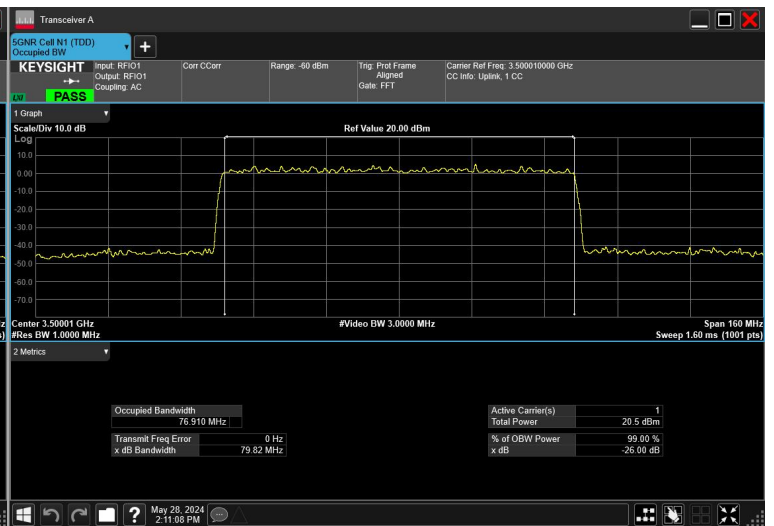 Transceiver A
5GNR Cell N1 (TDD)
Occupied BW
KEYSIGHT
LXI
PASS
Input: RFIO1
Output: RFIO1
Coupling: AC
Corr CCorr
Range: -60 dBm
Trig: Prot Frame
Aligned
Gate: FFT
Carrier Ref Freq: 3.500010000 GHz
CC Info: Uplink, 1 CC
1 Graph
Scale/Div 10.0 dB
Ref Value 20.00 dBm
Log
10.0
0.00
-10.0
-20.0
-30.0
-40.0
-50.0
-60.0
-70.0
Center 3.50001 GHz
#Video BW 3.0000 MHz
Span 160 MHz
#Res BW 1.0000 MHz
Sweep 1.60 ms (1001 pts)
2 Metrics
Occupied Bandwidth
76.910 MHz
Transmit Freq Error 0 Hz
x dB Bandwidth 79.82 MHz
Active Carrier(s) 1
Total Power 20.5 dBm
% of OBW Power 99.00 %
x dB -26.00 dB
May 28, 2024
2:11:08 PM